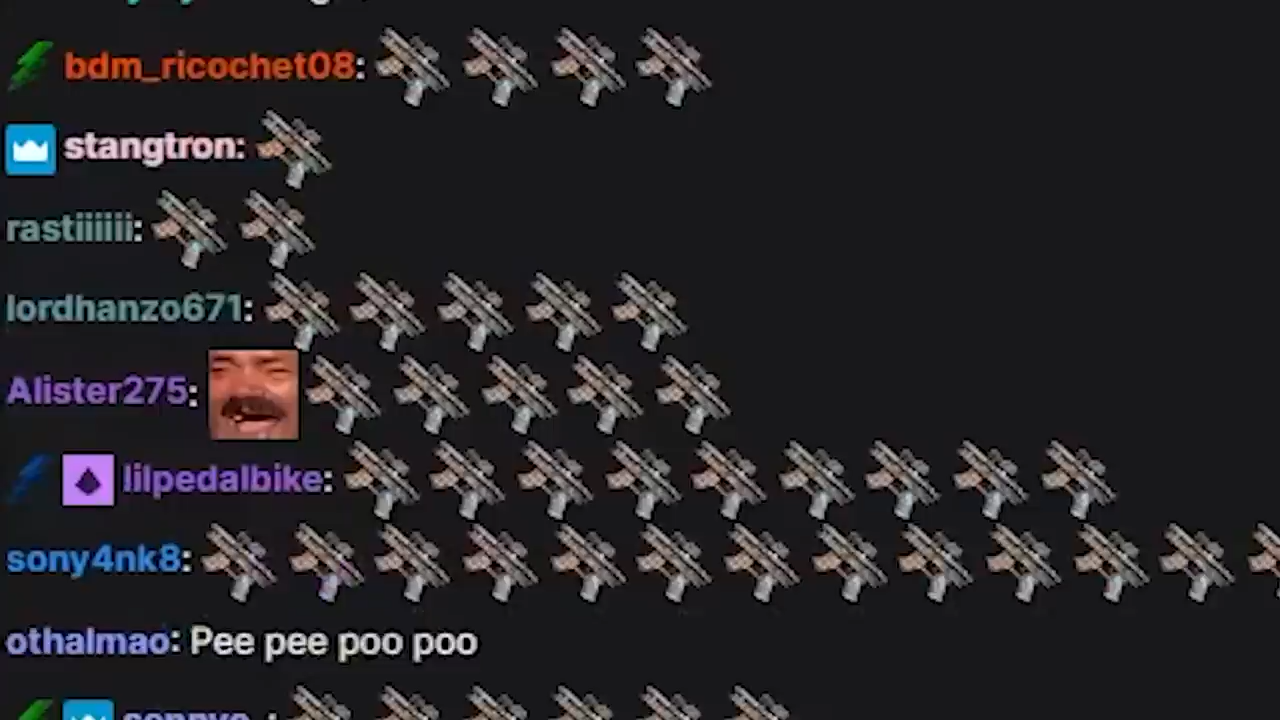 bdm_ricochet08:
stangtron:
rastiiiiii:
lordhanzo671:
Alister275:
lilpedalbike:
sony4nk8:
othalmao: Pee pee poo poo